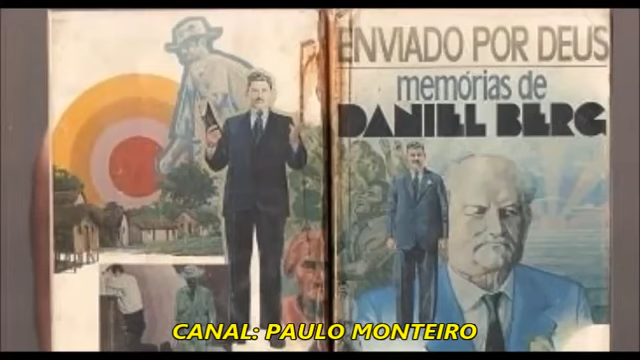 ENVIADO POR DEUS
memórias de
DANIEL BERG
CANAL: PAULO MONTEIRO